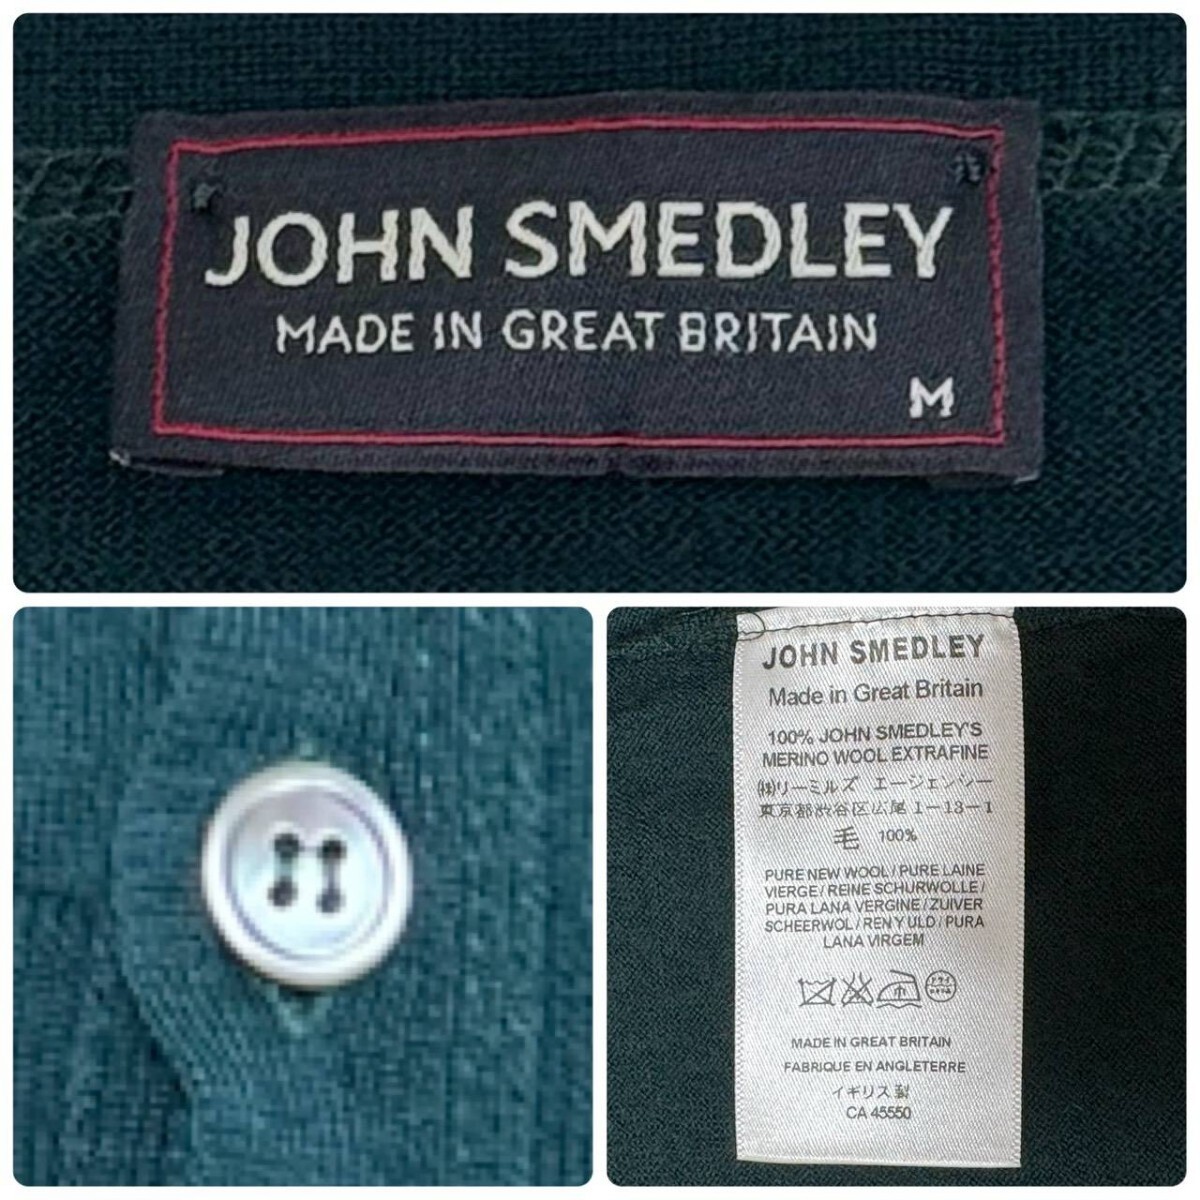 JOHN SMEDLEY
MADE IN GREAT BRITAIN
M
JOHN SMEDLEY
Made in Great Britain
100% JOHN SMEDLEY'S
MERINO WOOL EXTRAFINE
㈱リーミルズ エージェンシー
東京都渋谷区広尾 1-13-1
毛 100%
PURE NEW WOOL / PURE LAINE
VIERGE / REINE SCHURWOLLE /
PURA LANA VERGINE / ZUIVER
SCHEERWOL / REN Y ULD / PURA
LANA VIRGEM
MADE IN GREAT BRITAIN
FABRIQUE EN ANGLETERRE
イギリス製
CA 45550